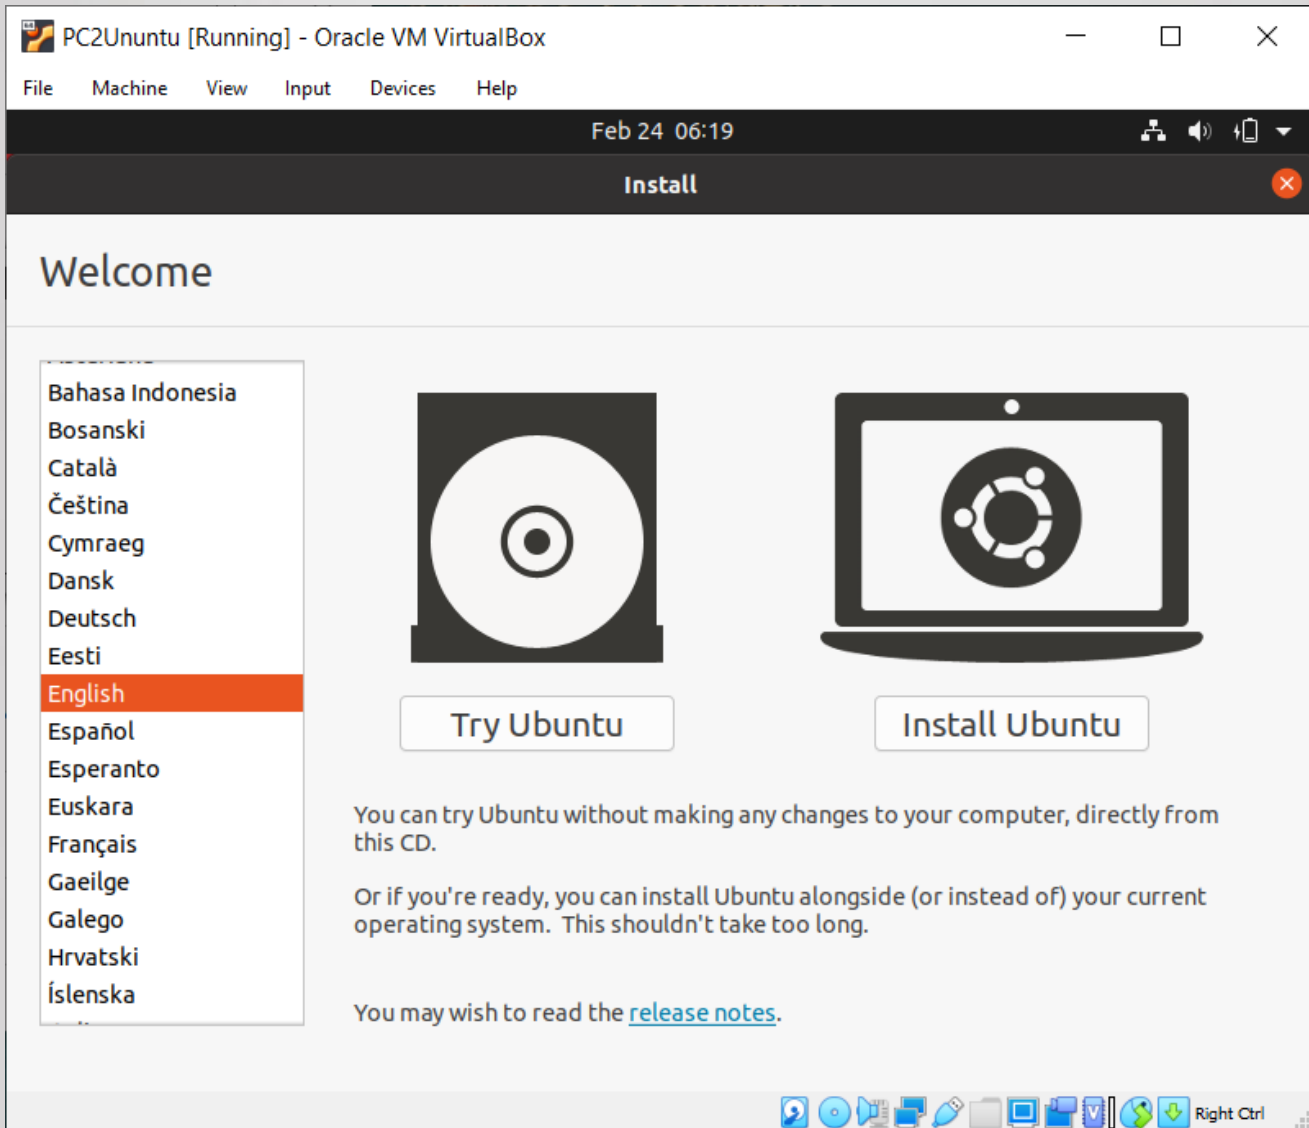 PC2Ununtu [Running] - Oracle VM VirtualBox
File Machine View Input Devices Help
Feb 24 06:19
Install
Welcome
Bahasa Indonesia
Bosanski
Català
Čeština
Cymraeg
Dansk
Deutsch
Eesti
English
Español
Esperanto
Euskara
Français
Gaeilge
Galego
Hrvatski
Íslenska
Try Ubuntu
Install Ubuntu
You can try Ubuntu without making any changes to your computer, directly from
this CD.
Or if you're ready, you can install Ubuntu alongside (or instead of) your current
operating system. This shouldn't take too long.
You may wish to read the release notes.
Right Ctrl